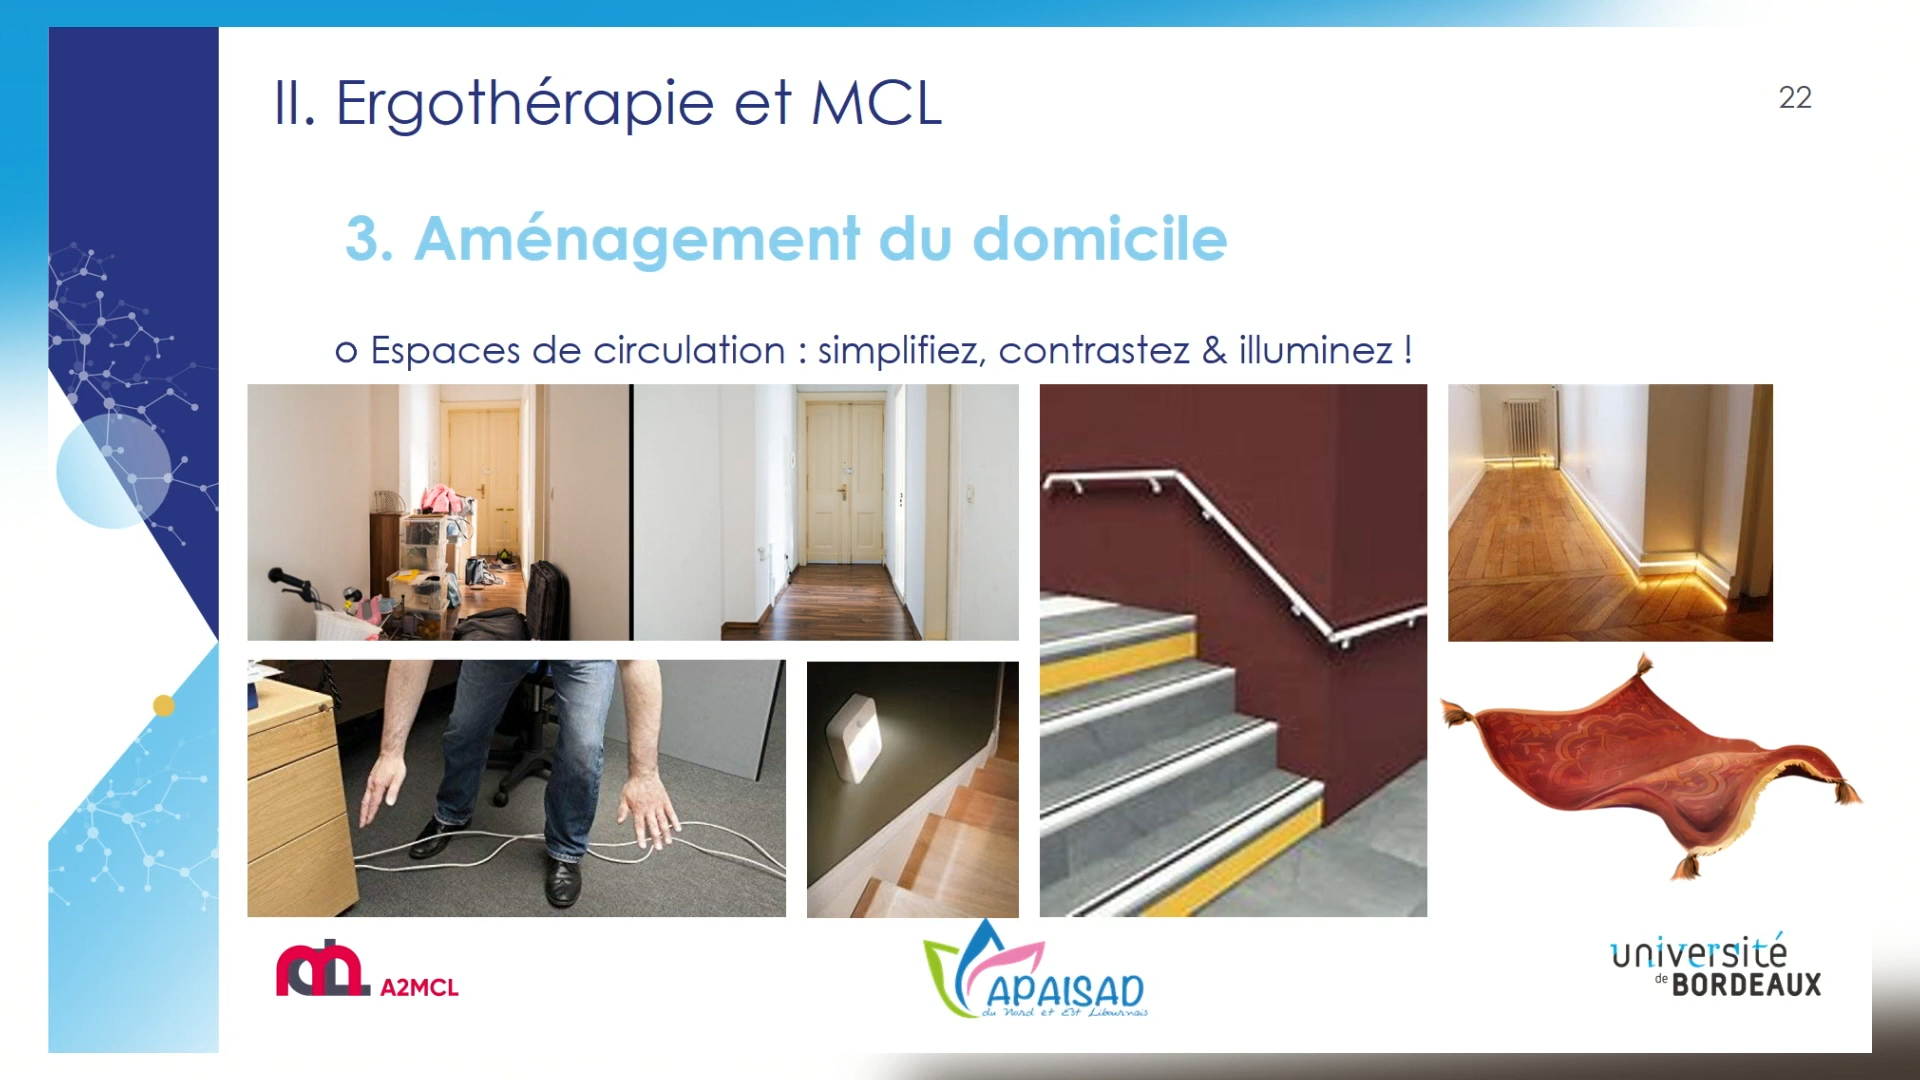 II. Ergothérapie et MCL
22
3. Aménagement du domicile
Espaces de circulation : simplifiez, contrastez & illuminez !
A2MCL
APAISAD
du Nord et Est Libournais
université
de BORDEAUX